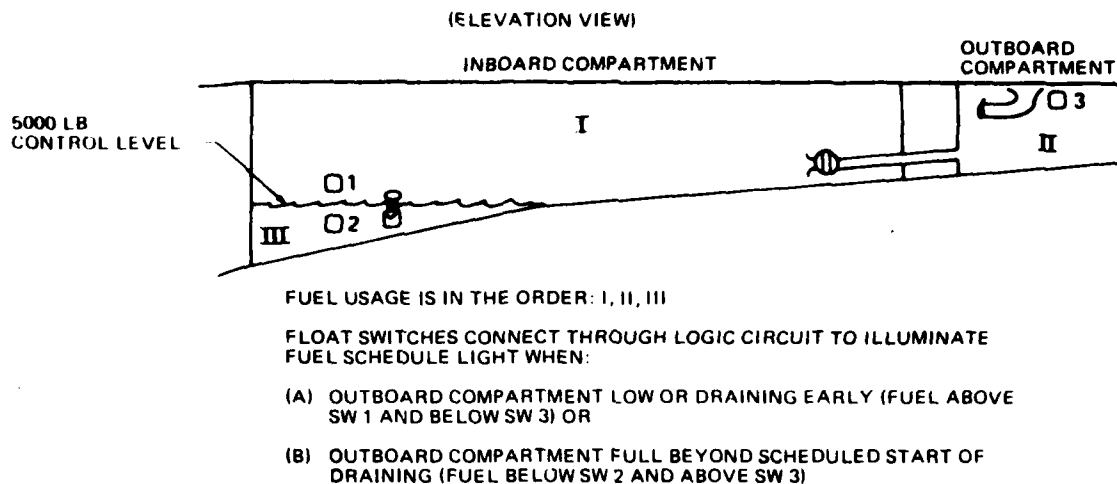 (ELEVATION VIEW)
INBOARD COMPARTMENT
OUTBOARD
COMPARTMENT
5000 LB
CONTROL LEVEL
I
3
II
1
2
III
FUEL USAGE IS IN THE ORDER: I, II, III
FLOAT SWITCHES CONNECT THROUGH LOGIC CIRCUIT TO ILLUMINATE
FUEL SCHEDULE LIGHT WHEN:
(A) OUTBOARD COMPARTMENT LOW OR DRAINING EARLY (FUEL ABOVE
SW 1 AND BELOW SW 3) OR
(B) OUTBOARD COMPARTMENT FULL BEYOND SCHEDULED START OF
DRAINING (FUEL BELOW SW 2 AND ABOVE SW 3)